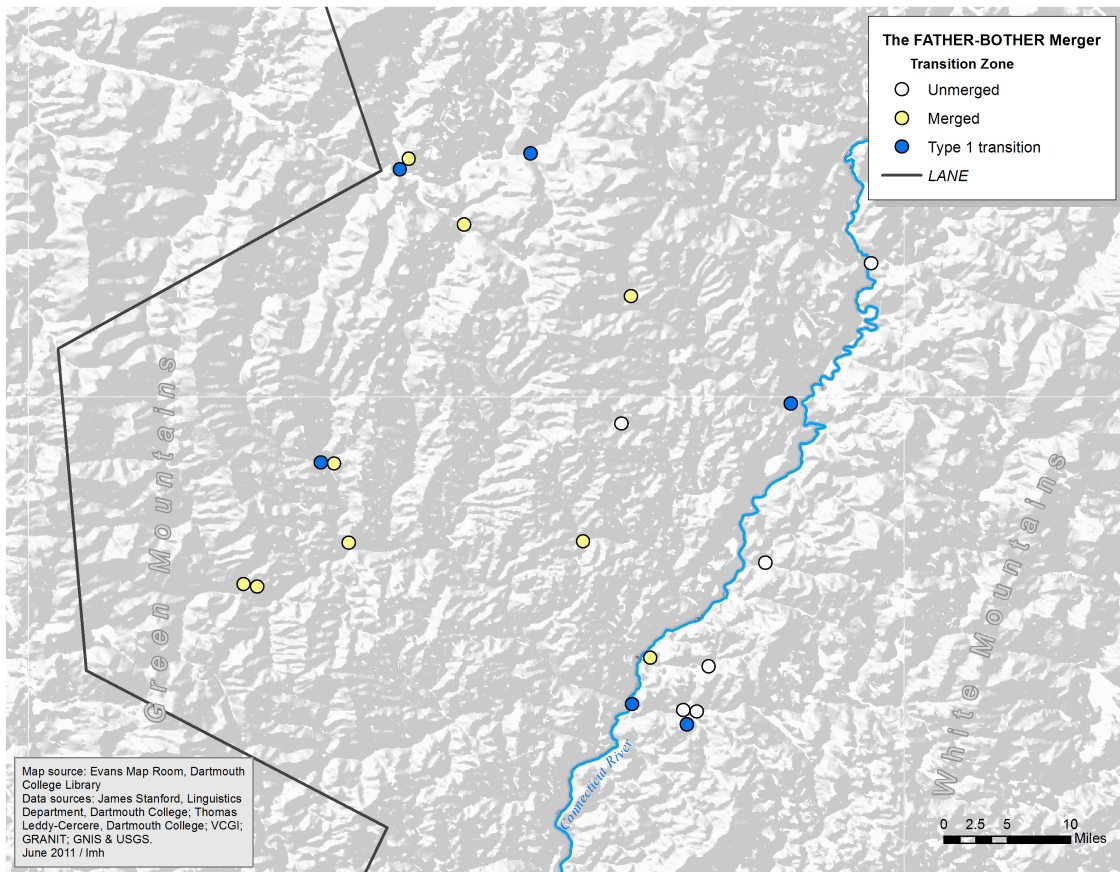 The FATHER-BOTHER Merger
Transition Zone
Unmerged
Merged
Type 1 transition
LANE
Green Mountains
White Mountains
Connecticut River
Map source: Evans Map Room, Dartmouth
College Library
Data sources: James Stanford, Linguistics
Department, Dartmouth College; Thomas
Leddy-Cercere, Dartmouth College; VCGI;
GRANIT; GNIS & USGS.
June 2011 / lmh
0 2.5 5 10
Miles